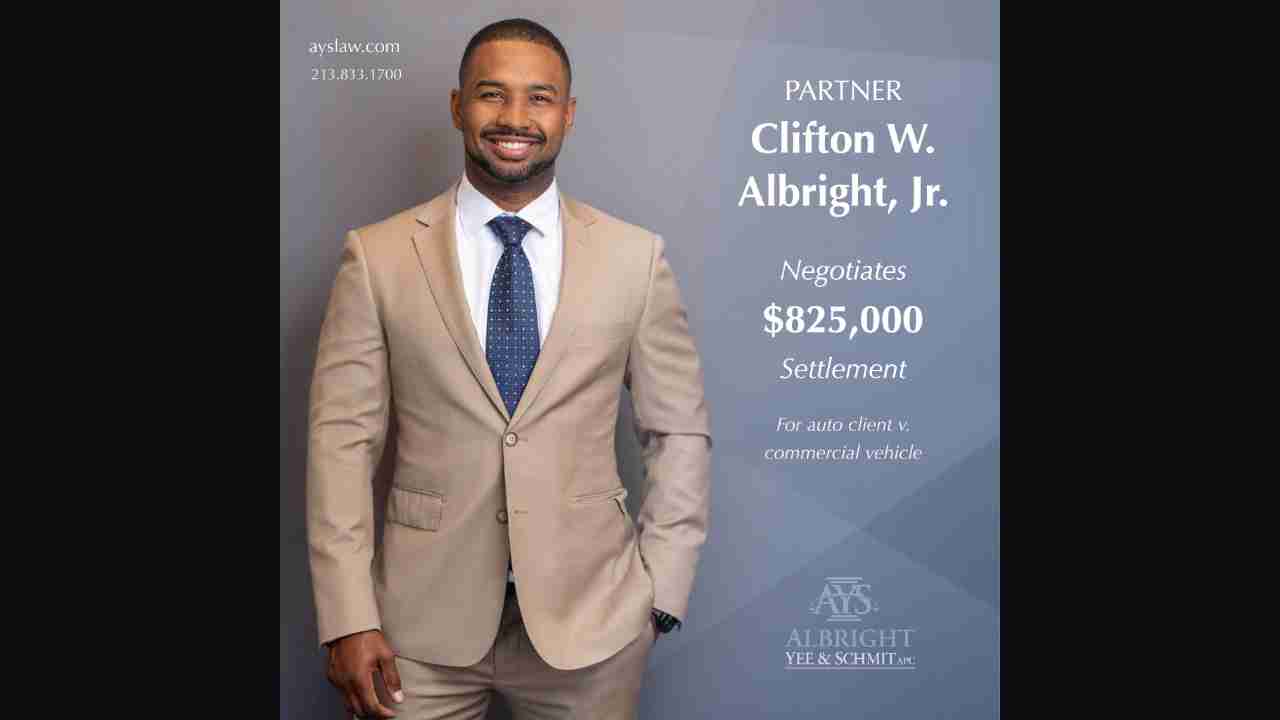 ayslaw.com
213.833.1700
PARTNER
Clifton W.
Albright, Jr.
Negotiates
$825,000
Settlement
For auto client v.
commercial vehicle
AYS
ALBRIGHT
YEE & SCHMIT APC